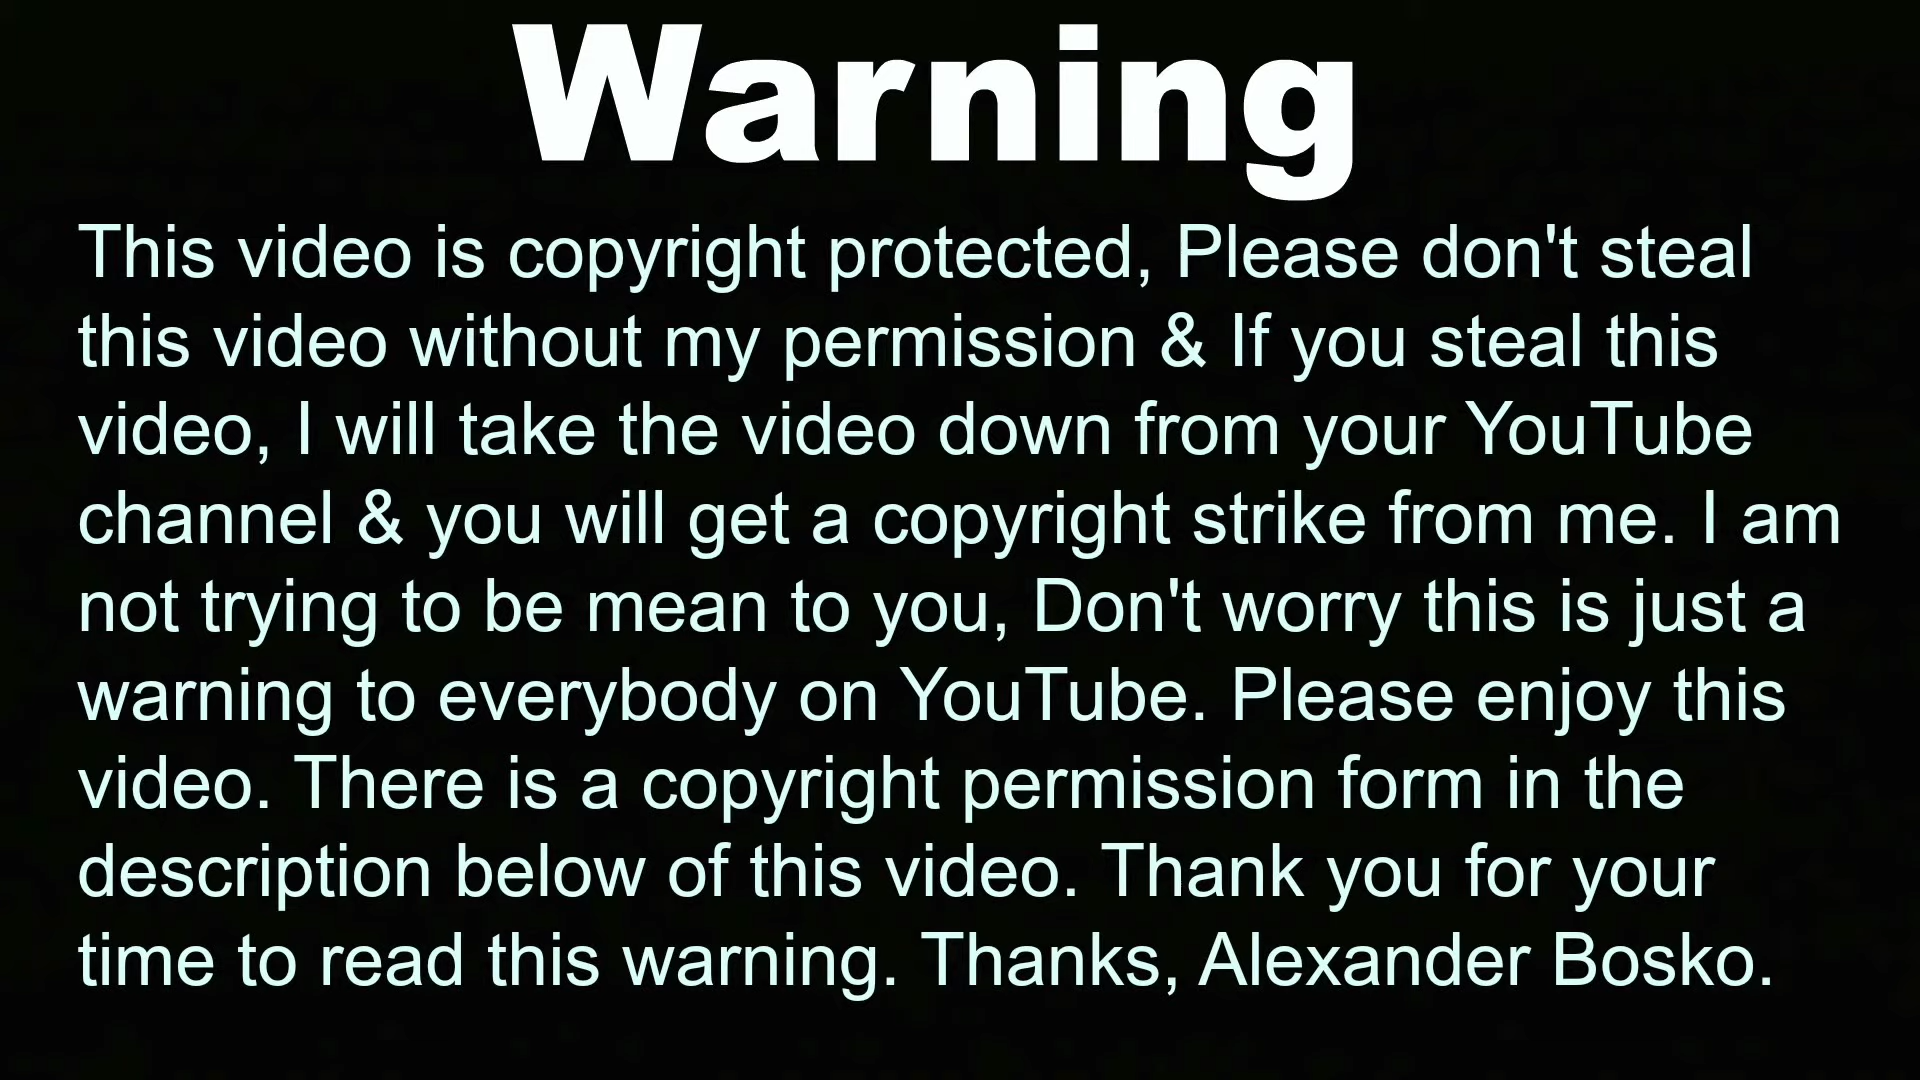 Warning
This video is copyright protected, Please don't steal
this video without my permission & If you steal this
video, I will take the video down from your YouTube
channel & you will get a copyright strike from me. I am
not trying to be mean to you, Don't worry this is just a
warning to everybody on YouTube. Please enjoy this
video. There is a copyright permission form in the
description below of this video. Thank you for your
time to read this warning. Thanks, Alexander Bosko.